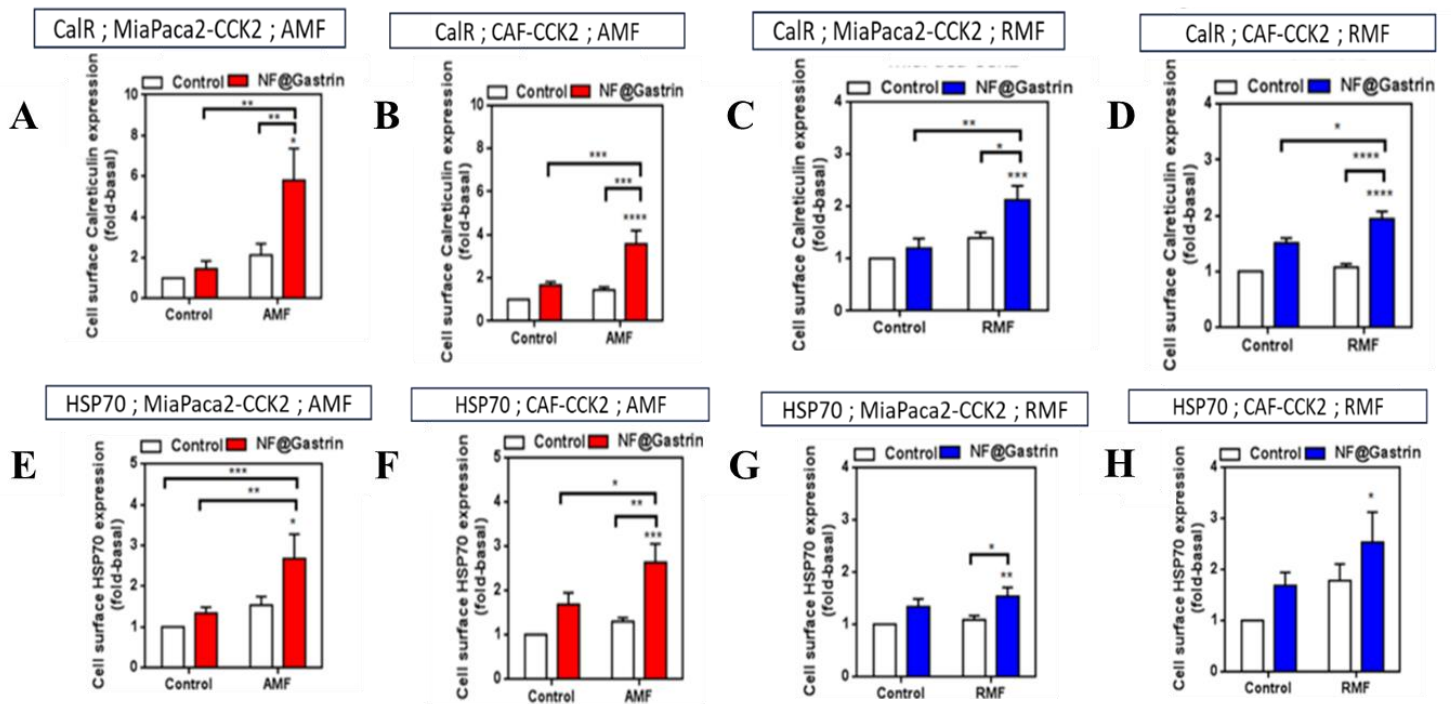 CalR ; MiaPaca2-CCK2 ; AMF
A
Control NF@Gastrin
Cell surface Calreticulin expression
(fold-basal)
10
8
6
4
2
0
**
**
*
Control AMF
CalR ; CAF-CCK2 ; AMF
B
Control NF@Gastrin
Cell surface Calreticulin expression
(fold-basal)
10
8
6
4
2
0
***
***
****
Control AMF
CalR ; MiaPaca2-CCK2 ; RMF
C
Control NF@Gastrin
Cell surface Calreticulin expression
(fold-basal)
4
3
2
1
0
**
*
***
Control RMF
CalR ; CAF-CCK2 ; RMF
D
Control NF@Gastrin
Cell surface Calreticulin expression
(fold-basal)
4
3
2
1
0
*
****
****
Control RMF
HSP70 ; MiaPaca2-CCK2 ; AMF
E
Control NF@Gastrin
Cell surface HSP70 expression
(fold-basal)
5
4
3
2
1
0
***
**
*
Control AMF
HSP70 ; CAF-CCK2 ; AMF
F
Control NF@Gastrin
Cell surface HSP70 expression
(fold-basal)
5
4
3
2
1
0
*
**
***
Control AMF
HSP70 ; MiaPaca2-CCK2 ; RMF
G
Control NF@Gastrin
Cell surface HSP70 expression
(fold-basal)
4
3
2
1
0
*
**
Control RMF
HSP70 ; CAF-CCK2 ; RMF
H
Control NF@Gastrin
Cell surface HSP70 expression
(fold-basal)
4
3
2
1
0
*
Control RMF